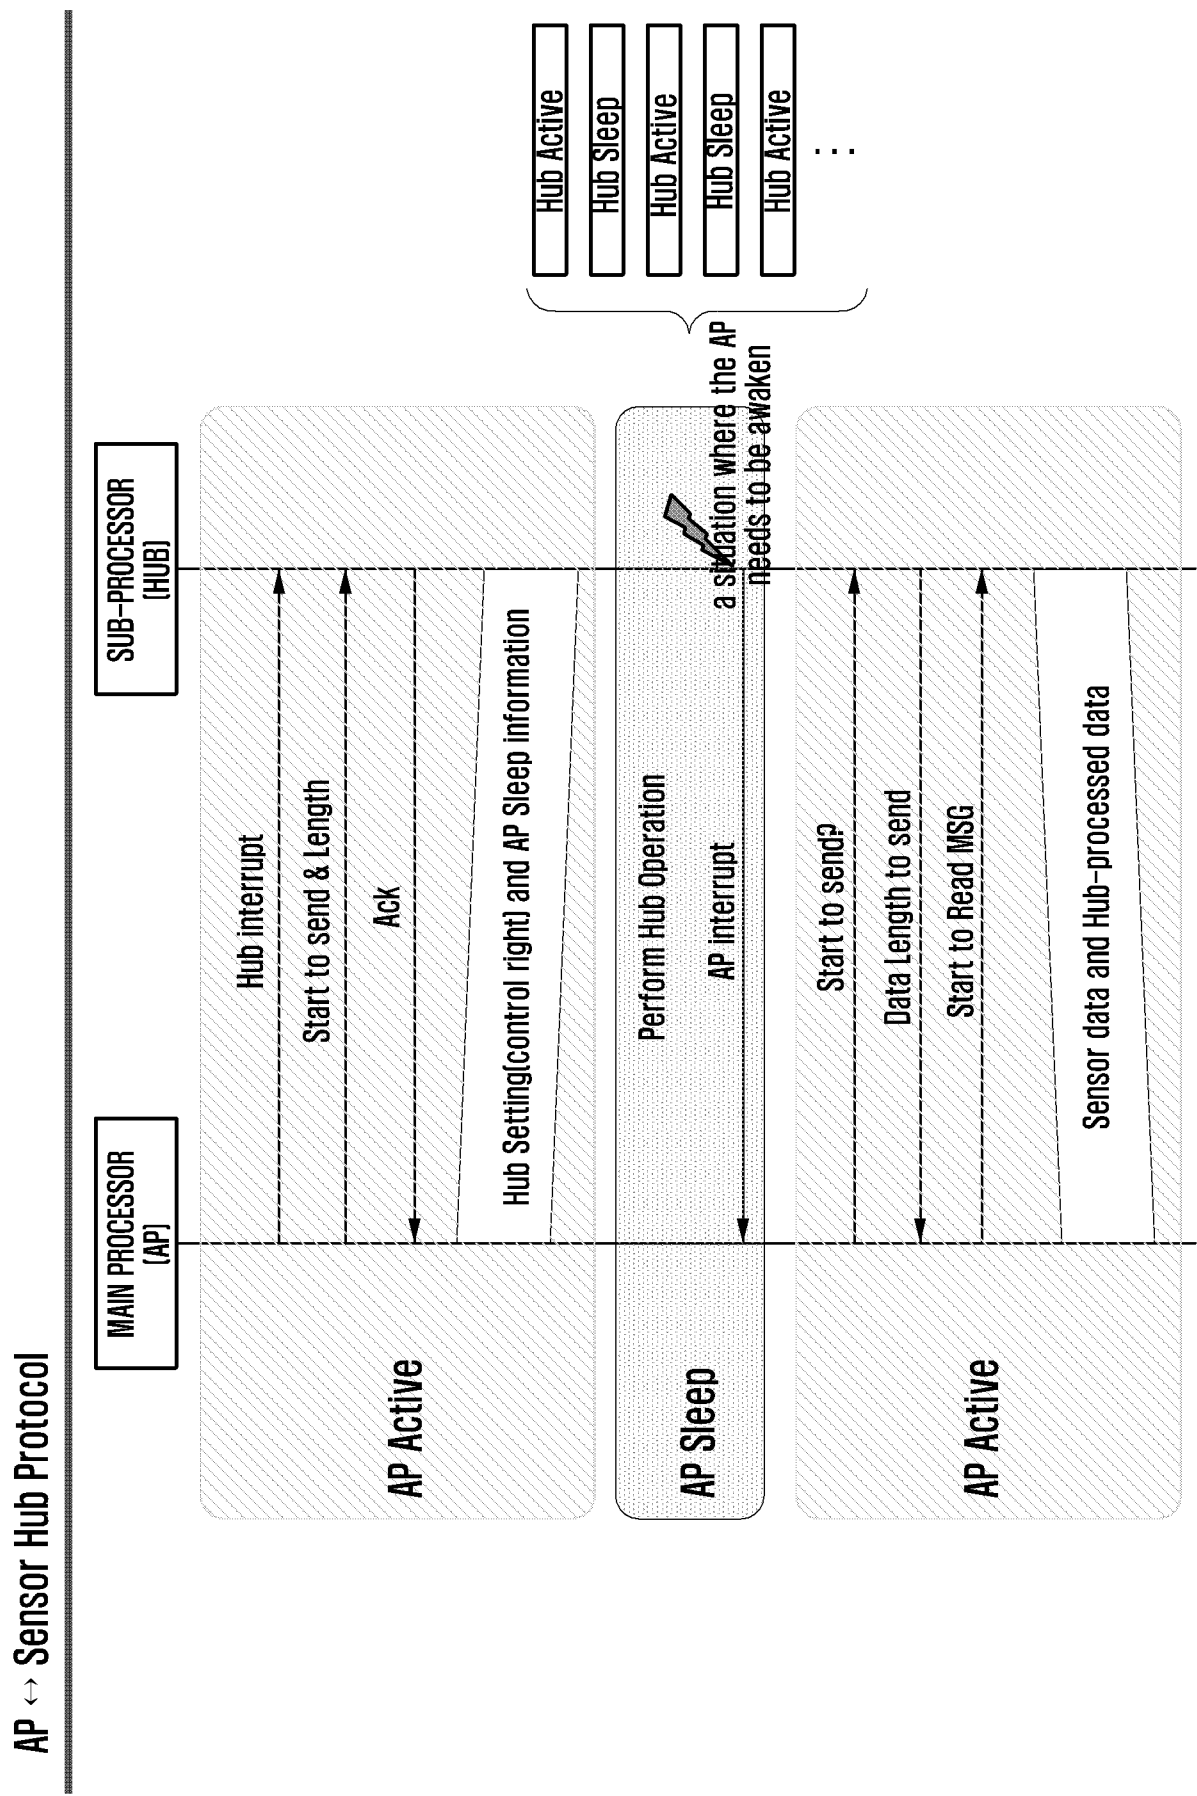 AP ↔ Sensor Hub Protocol
MAIN PROCESSOR
(AP)
SUB-PROCESSOR
(HUB)
AP Active
Hub interrupt
Start to send & Length
Ack
Hub Setting(control right) and AP Sleep information
AP Sleep
Perform Hub Operation
AP interrupt
a situation where the AP
needs to be awaken
Hub Active
Hub Sleep
Hub Active
Hub Sleep
Hub Active
...
AP Active
Start to send?
Data Length to send
Start to Read MSG
Sensor data and Hub-processed data